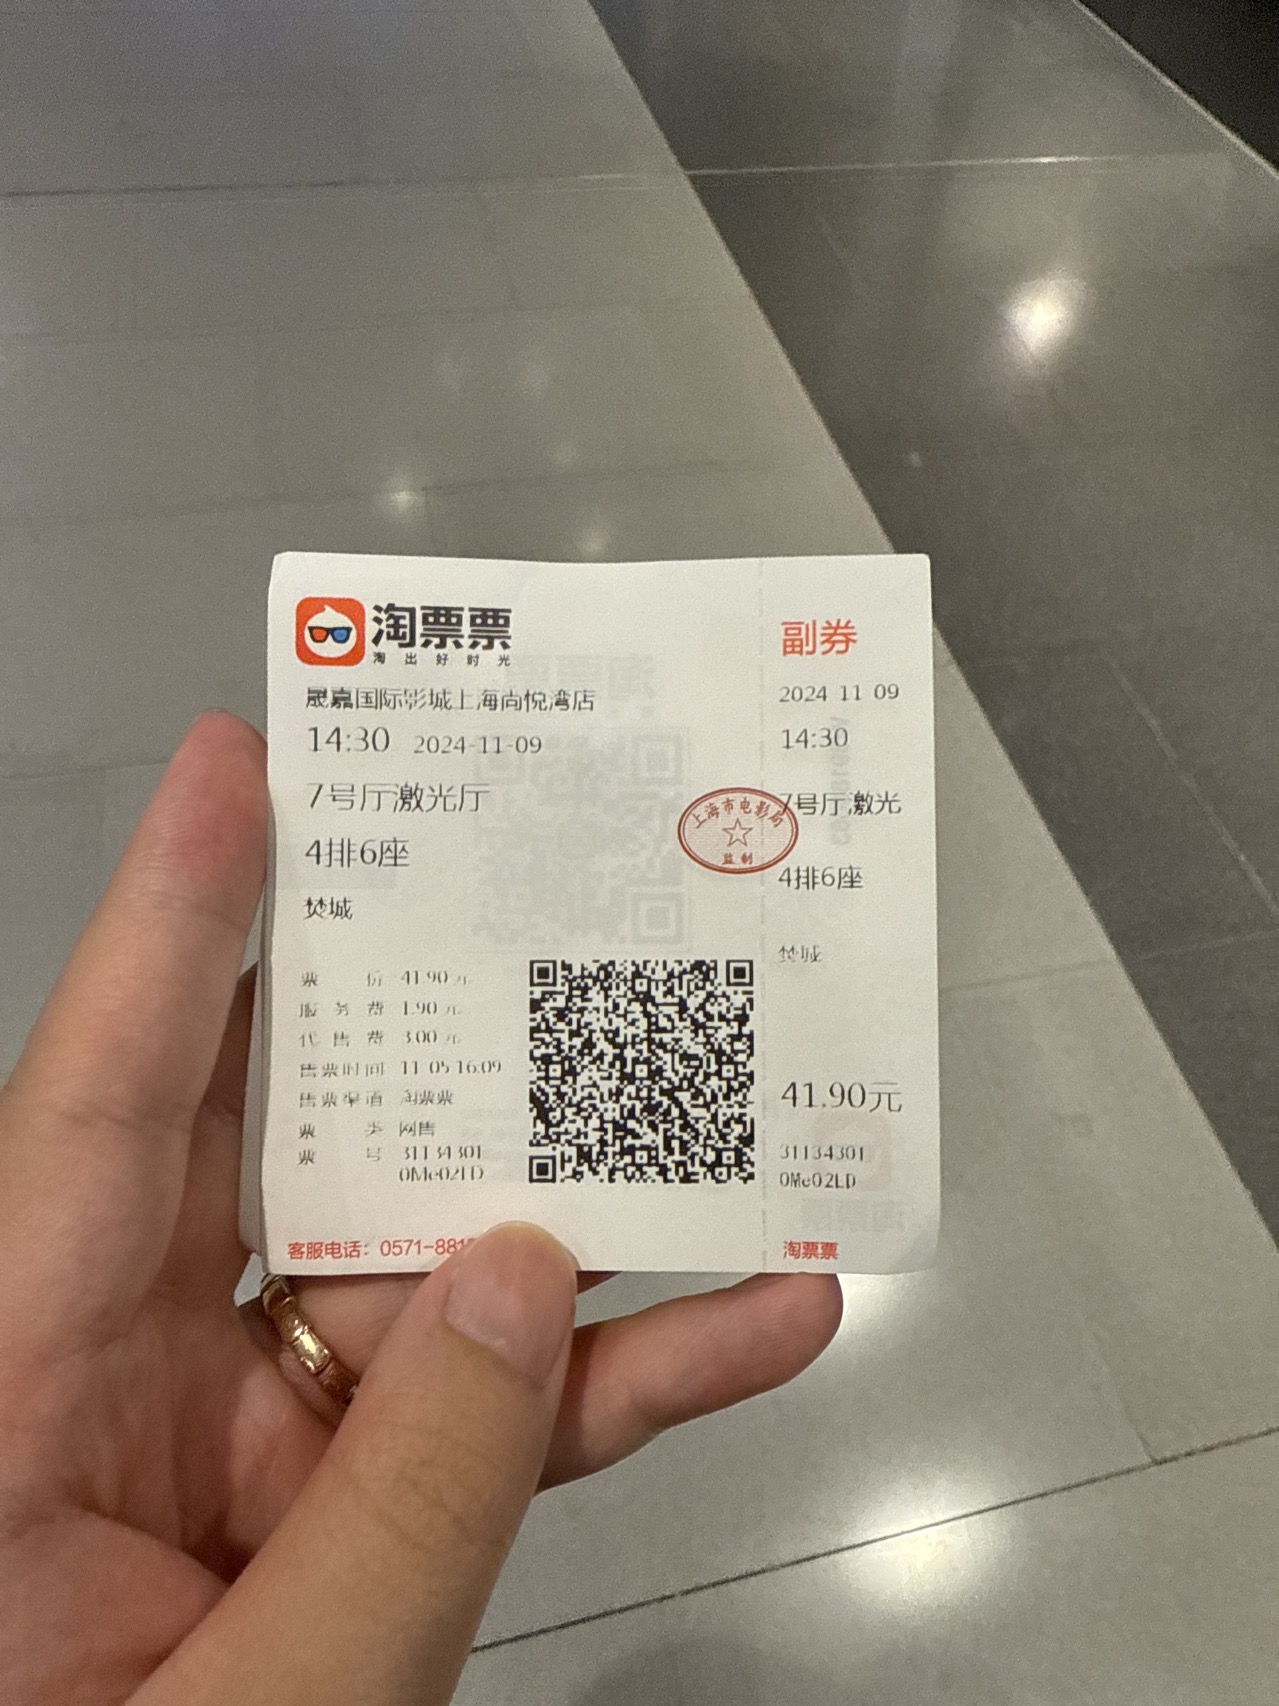 淘票票
淘出好时光
晟嘉国际影城上海尚悦湾店
14:30 2024-11-09
7号厅激光厅
4排6座
焚城
票价 41.90元
服务费 1.90元
代售费 3.00元
售票时间 11-05 16:09
售票渠道 淘票票
票类 网售
票号 31134301
0Me02LD
客服电话：0571-881
副券
2024 11 09
14:30
上海市电影局
监制
7号厅激光
4排6座
焚城
41.90元
31134301
0Me02LD
淘票票